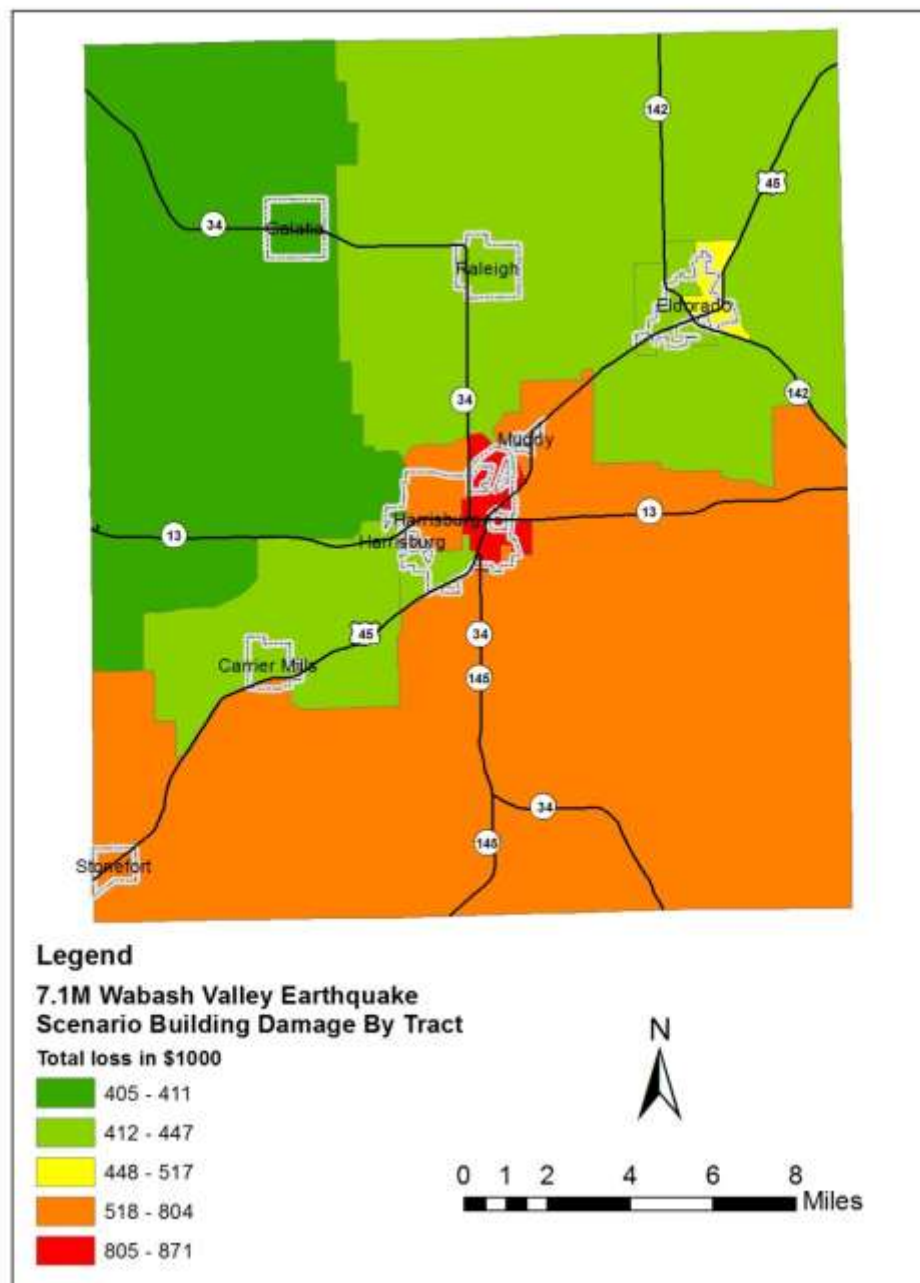 142
45
34
Galatia
Raleigh
Eldorado
34
142
Muddy
Harrisburg
13
13
Harrisburg
45
34
Carrier Mills
145
34
145
Stonefort
Legend
7.1M Wabash Valley Earthquake
Scenario Building Damage By Tract
Total loss in $1000
405 - 411
412 - 447
448 - 517
518 - 804
805 - 871
N
0 1 2 4 6 8
Miles